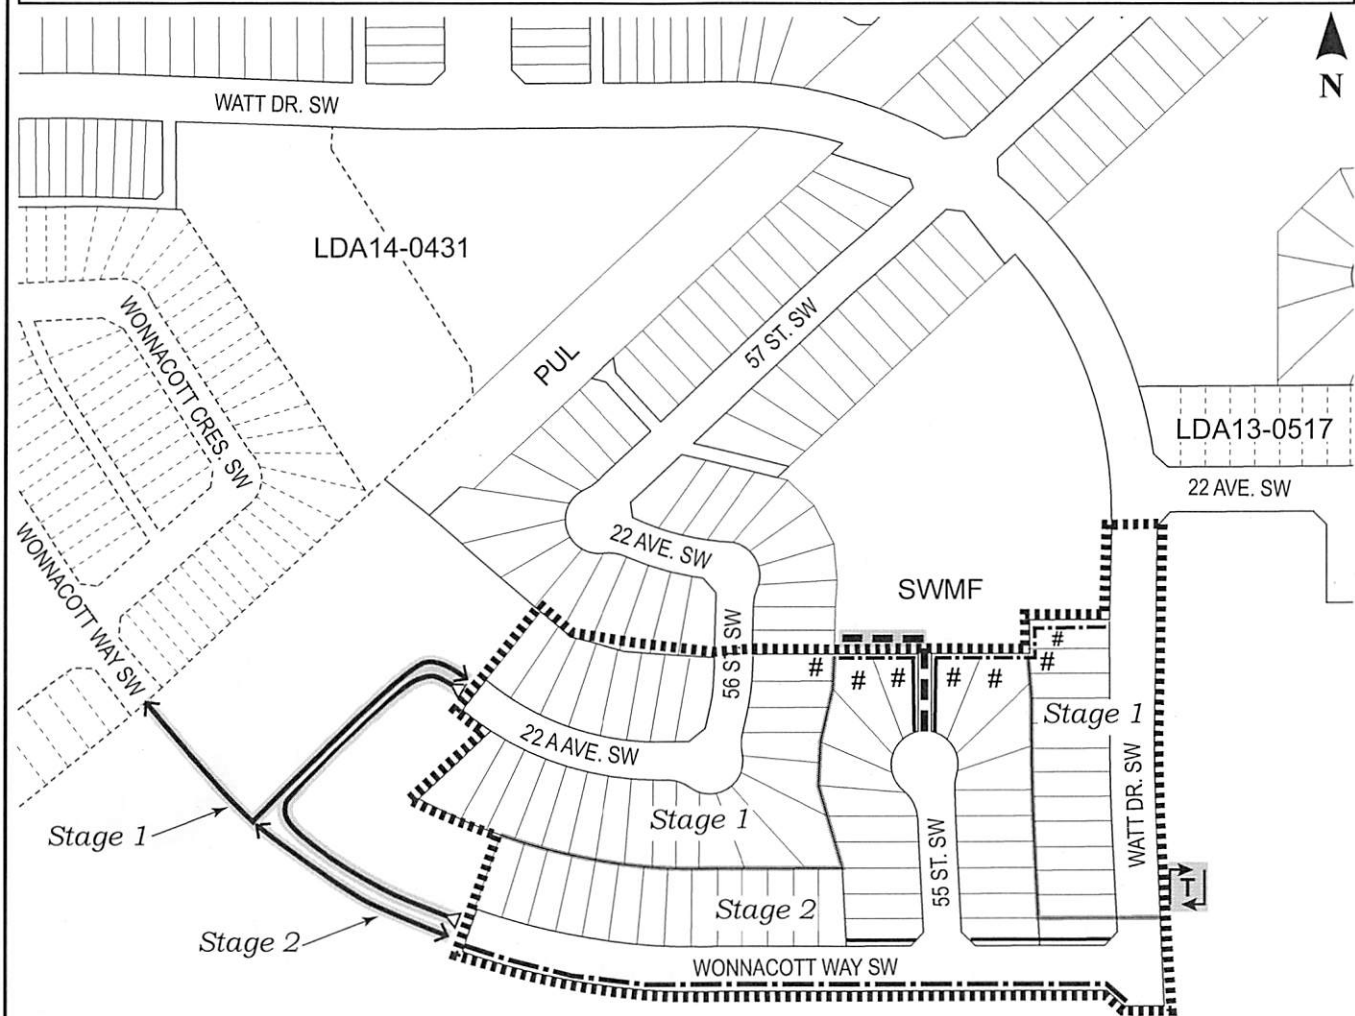 N
WATT DR. SW
LDA14-0431
WONNACOTT CRES. SW
PUL
57 ST. SW
LDA13-0517
22 AVE. SW
WONNACOTT WAY SW
22 AVE. SW
SWMF
56 ST. SW
#
#
#
#
#
#
#
Stage 1
22 A AVE. SW
Stage 1
WATT DR. SW
Stage 1
55 ST. SW
T
Stage 2
Stage 2
WONNACOTT WAY SW